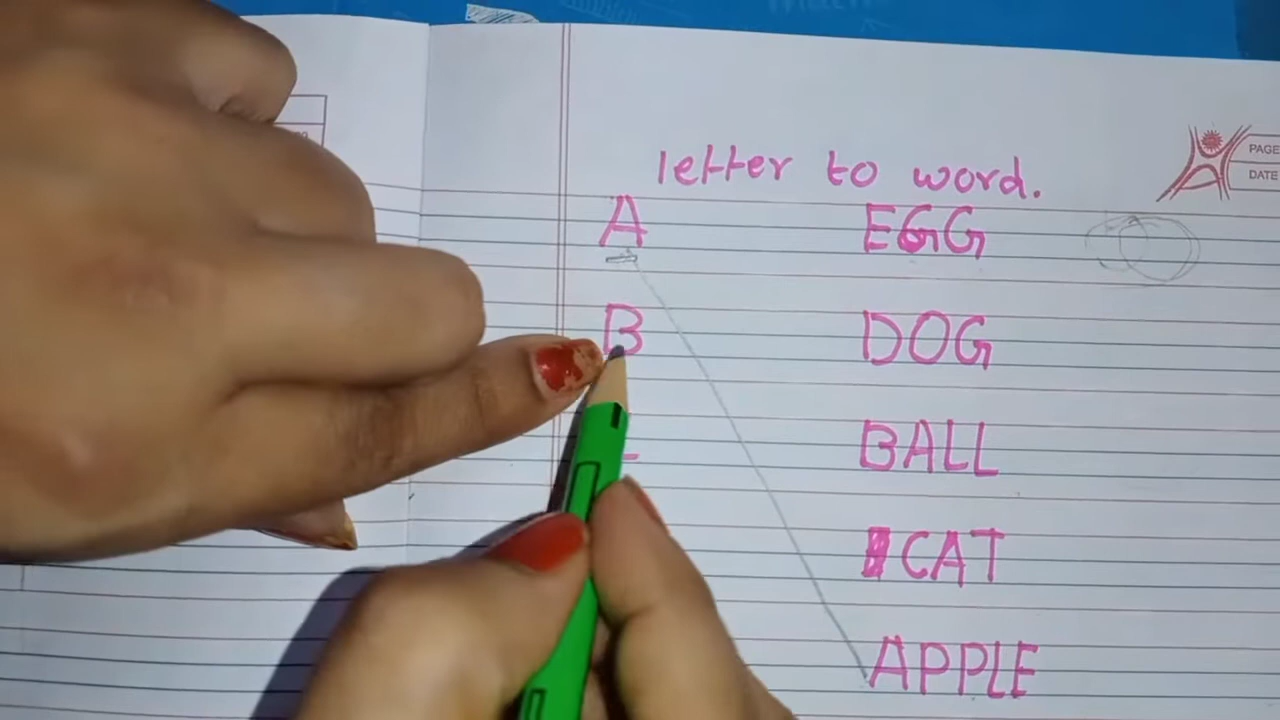 letter to word.
PAGE
DATE
A EGG
B DOG
BALL
CAT
APPLE